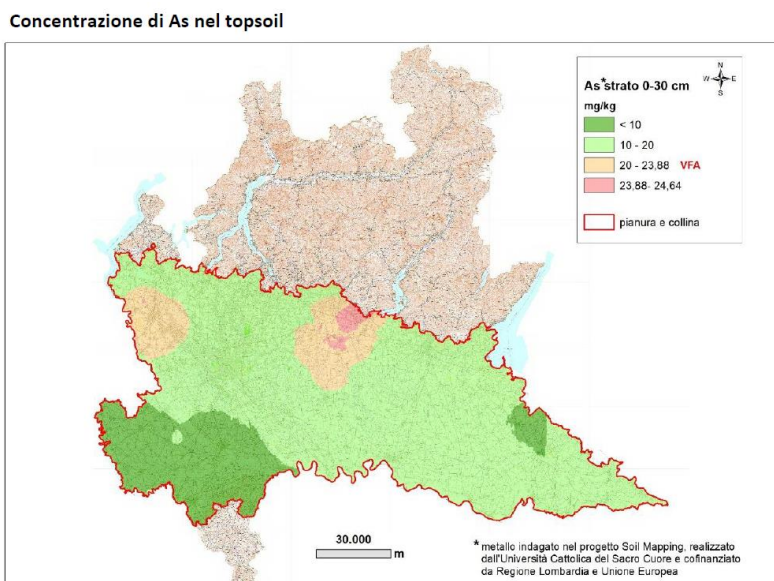 Concentrazione di As nel topsoil
N
W E
S
As* strato 0-30 cm
mg/kg
< 10
10 - 20
20 - 23,88 VFA
23,88- 24,64
pianura e collina
30.000
m
* metallo indagato nel progetto Soil Mapping, realizzato
dall'Università Cattolica del Sacro Cuore e cofinanziato
da Regione Lombardia e Unione Europea